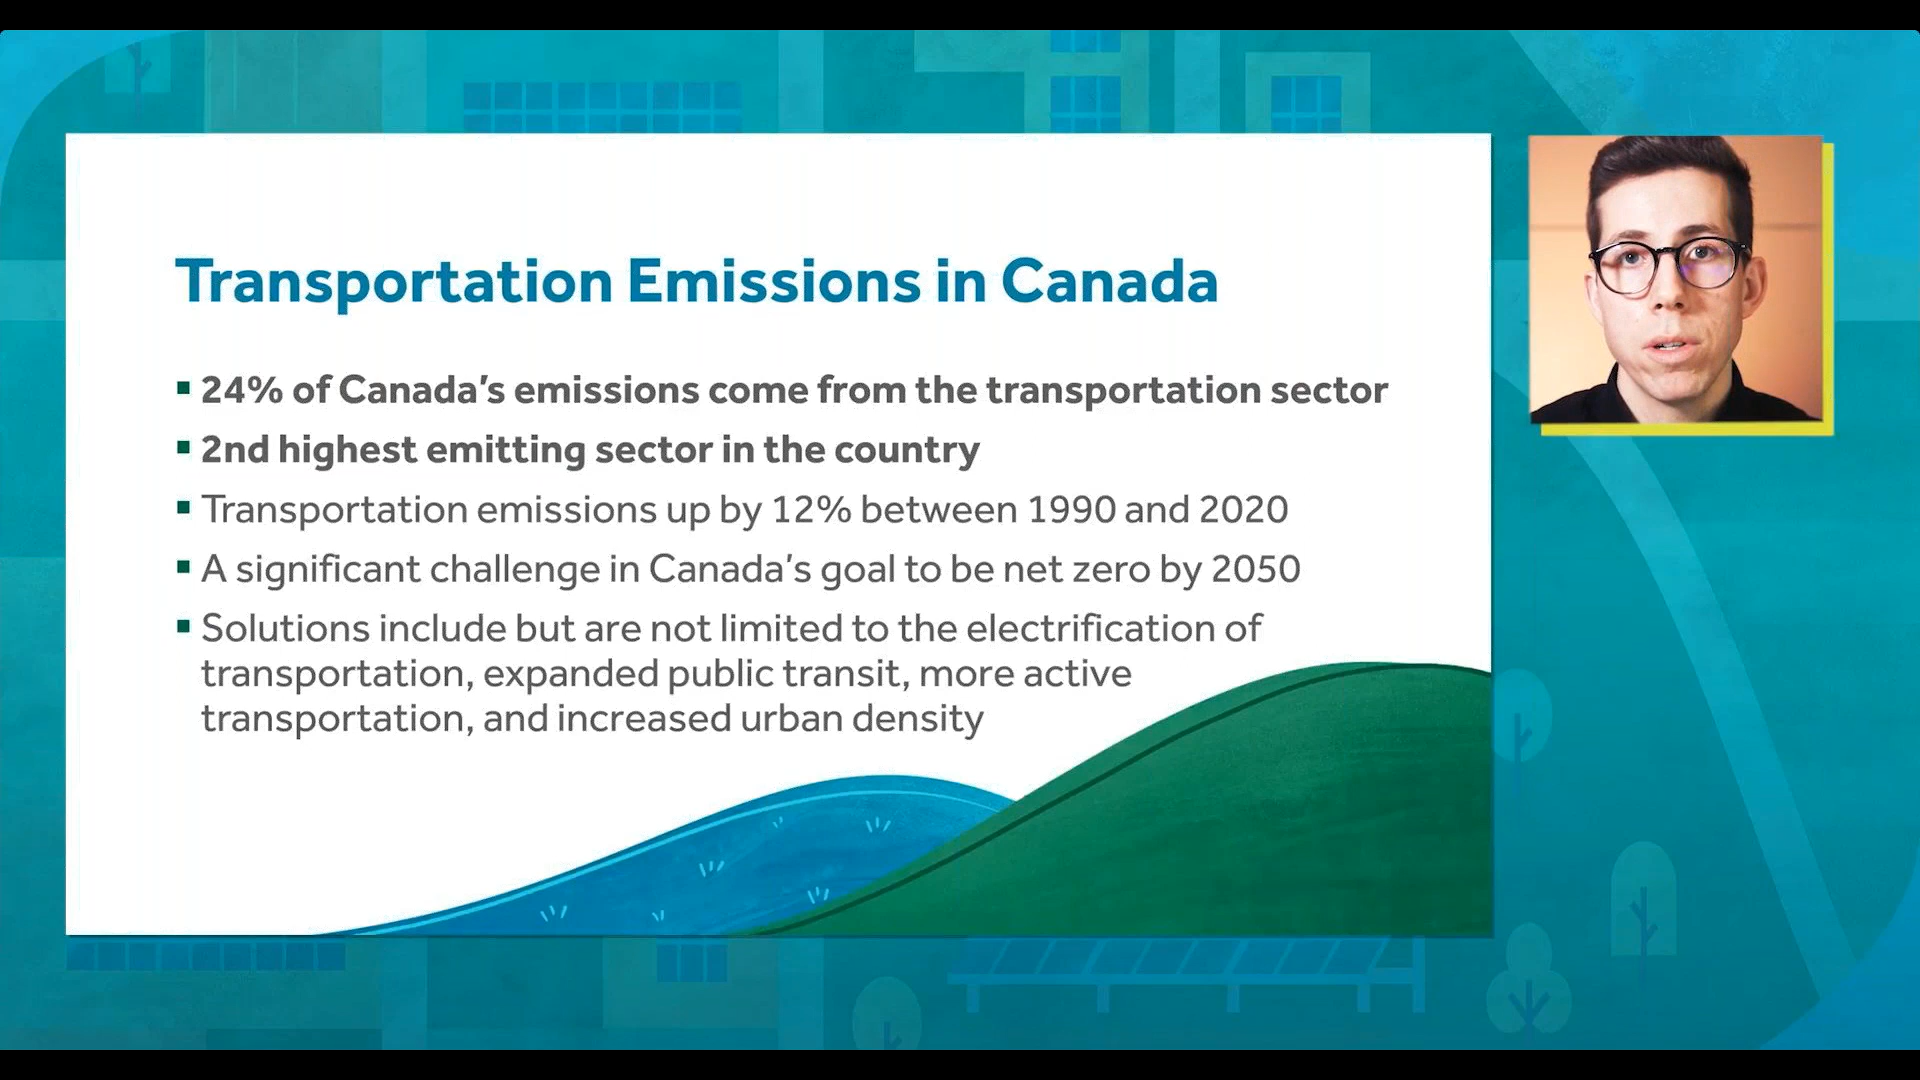 Transportation Emissions in Canada
24% of Canada's emissions come from the transportation sector
2nd highest emitting sector in the country
Transportation emissions up by 12% between 1990 and 2020
A significant challenge in Canada's goal to be net zero by 2050
Solutions include but are not limited to the electrification of
transportation, expanded public transit, more active
transportation, and increased urban density